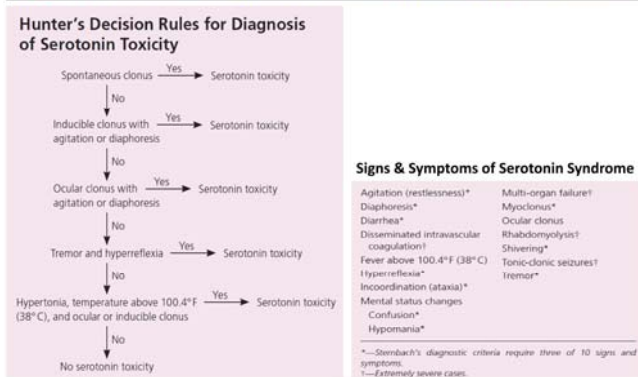 Hunter's Decision Rules for Diagnosis
of Serotonin Toxicity
Spontaneous clonus
Yes
Serotonin toxicity
No
Inducible clonus with
agitation or diaphoresis
Yes
Serotonin toxicity
No
Ocular clonus with
agitation or diaphoresis
Yes
Serotonin toxicity
No
Tremor and hyperreflexia
Yes
Serotonin toxicity
No
Hypertonia, temperature above 100.4°F
(38°C), and ocular or inducible clonus
Yes
Serotonin toxicity
No
No serotonin toxicity
Signs & Symptoms of Serotonin Syndrome
Agitation (restlessness)*
Diaphoresis*
Diarrhea*
Disseminated intravascular
coagulation†
Fever above 100.4°F (38°C)
Hyperreflexia*
Incoordination (ataxia)*
Mental status changes
Confusion*
Hypomania*
Multi-organ failure†
Myoclonus*
Ocular clonus
Rhabdomyolysis†
Shivering*
Tonic-clonic seizures†
Tremor*
*—Sternbach's diagnostic criteria require three of 10 signs and
symptoms.
†—Extremely severe cases.